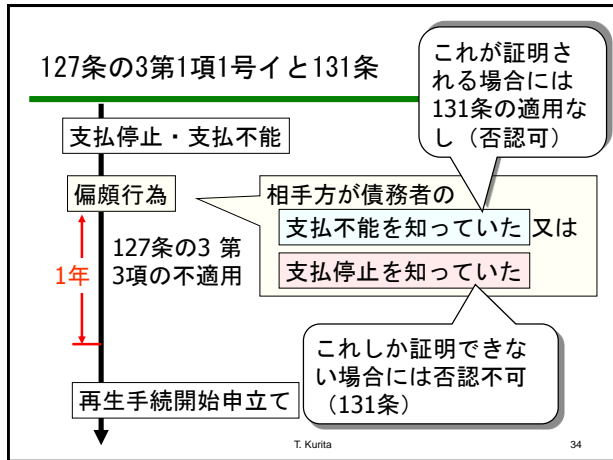 127条の3第1項1号イと131条
これが証明さ
れる場合には
131条の適用な
し（否認可）
支払停止・支払不能
偏頗行為
相手方が債務者の
支払不能を知っていた 又は
支払停止を知っていた
1年
127条の3 第
3項の不適用
これしか証明できな
い場合には否認不可
（131条）
再生手続開始申立て
T. Kurita
34